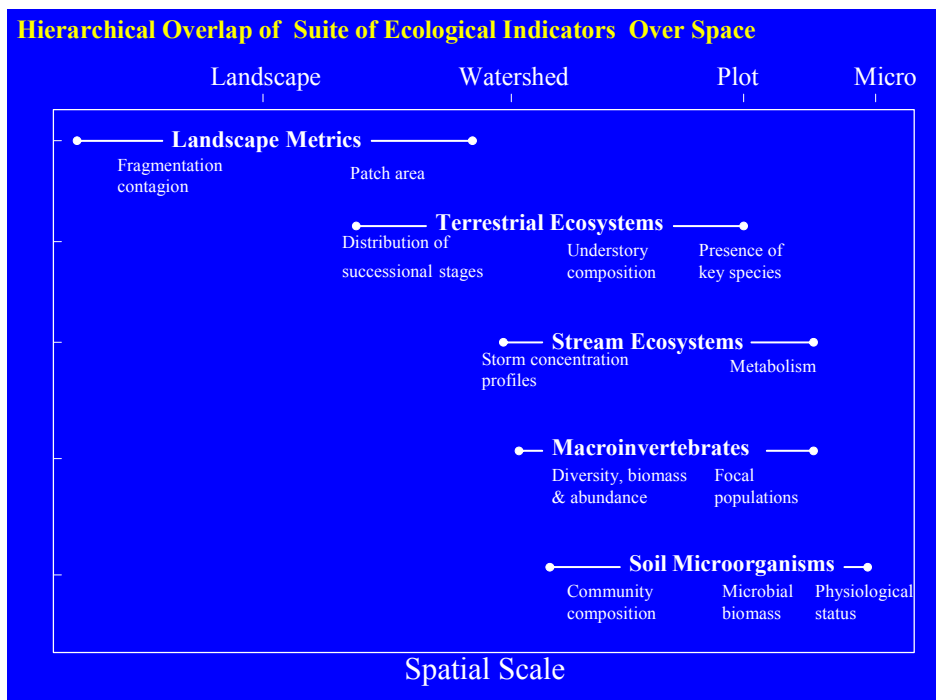 Hierarchical Overlap of Suite of Ecological Indicators Over Space
Landscape Watershed Plot Micro
Landscape Metrics
Fragmentation
contagion
Patch area
Terrestrial Ecosystems
Distribution of
successional stages
Understory
composition
Presence of
key species
Stream Ecosystems
Storm concentration
profiles
Metabolism
Macroinvertebrates
Diversity, biomass
& abundance
Focal
populations
Soil Microorganisms
Community
composition
Microbial
biomass
Physiological
status
Spatial Scale